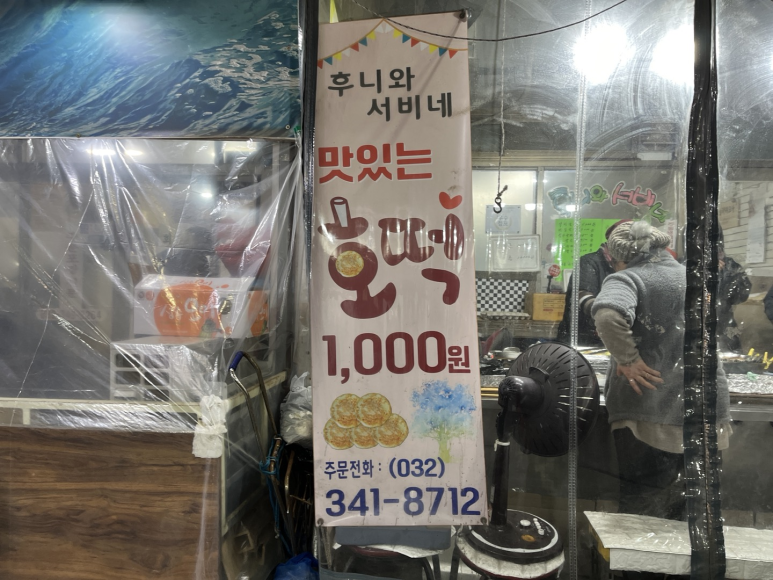 후니와
서비네
맛있는
호떡
1,000원
주문전화 : (032)
341-8712